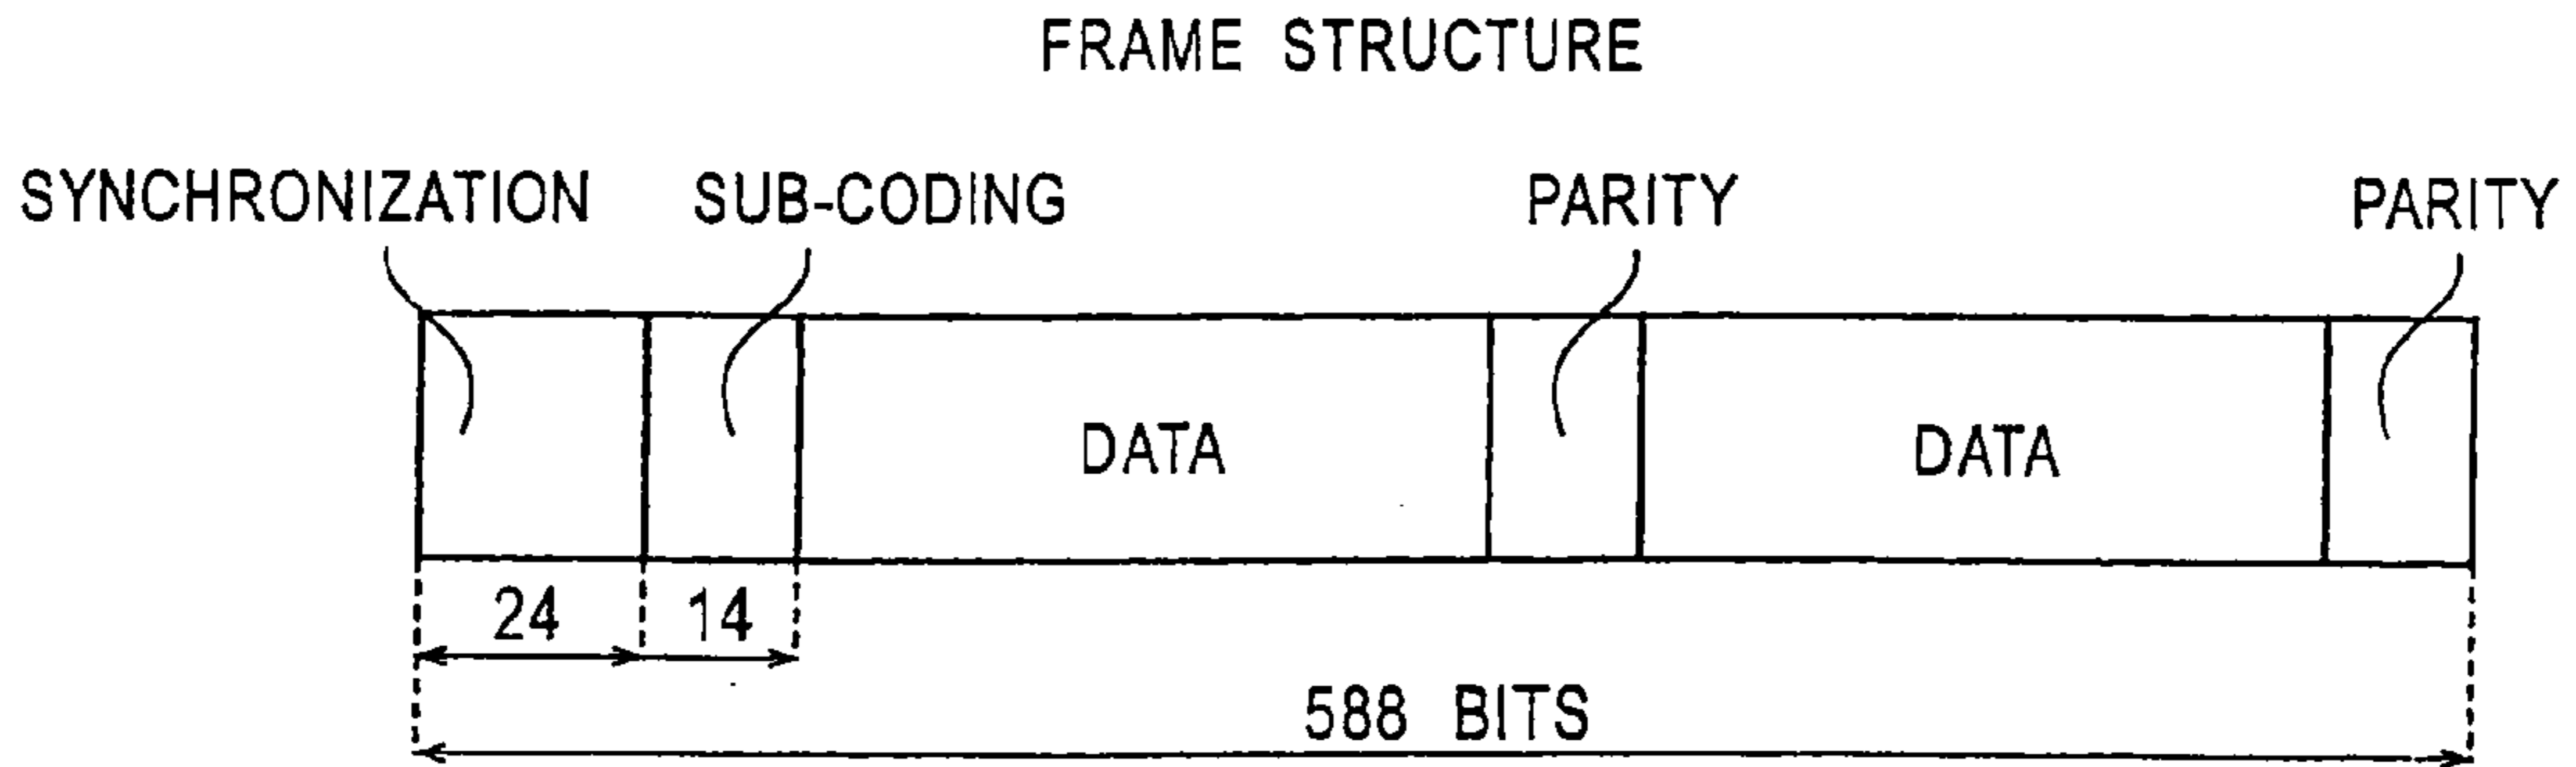 FRAME STRUCTURE
SYNCHRONIZATION
SUB-CODING
PARITY
PARITY
DATA
DATA
24
14
588 BITS